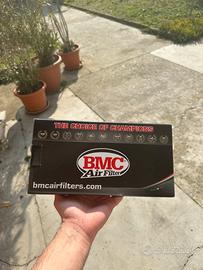 THE CHOICE OF CHAMPIONS
BMC
Air Filter
bmcairfilters.com